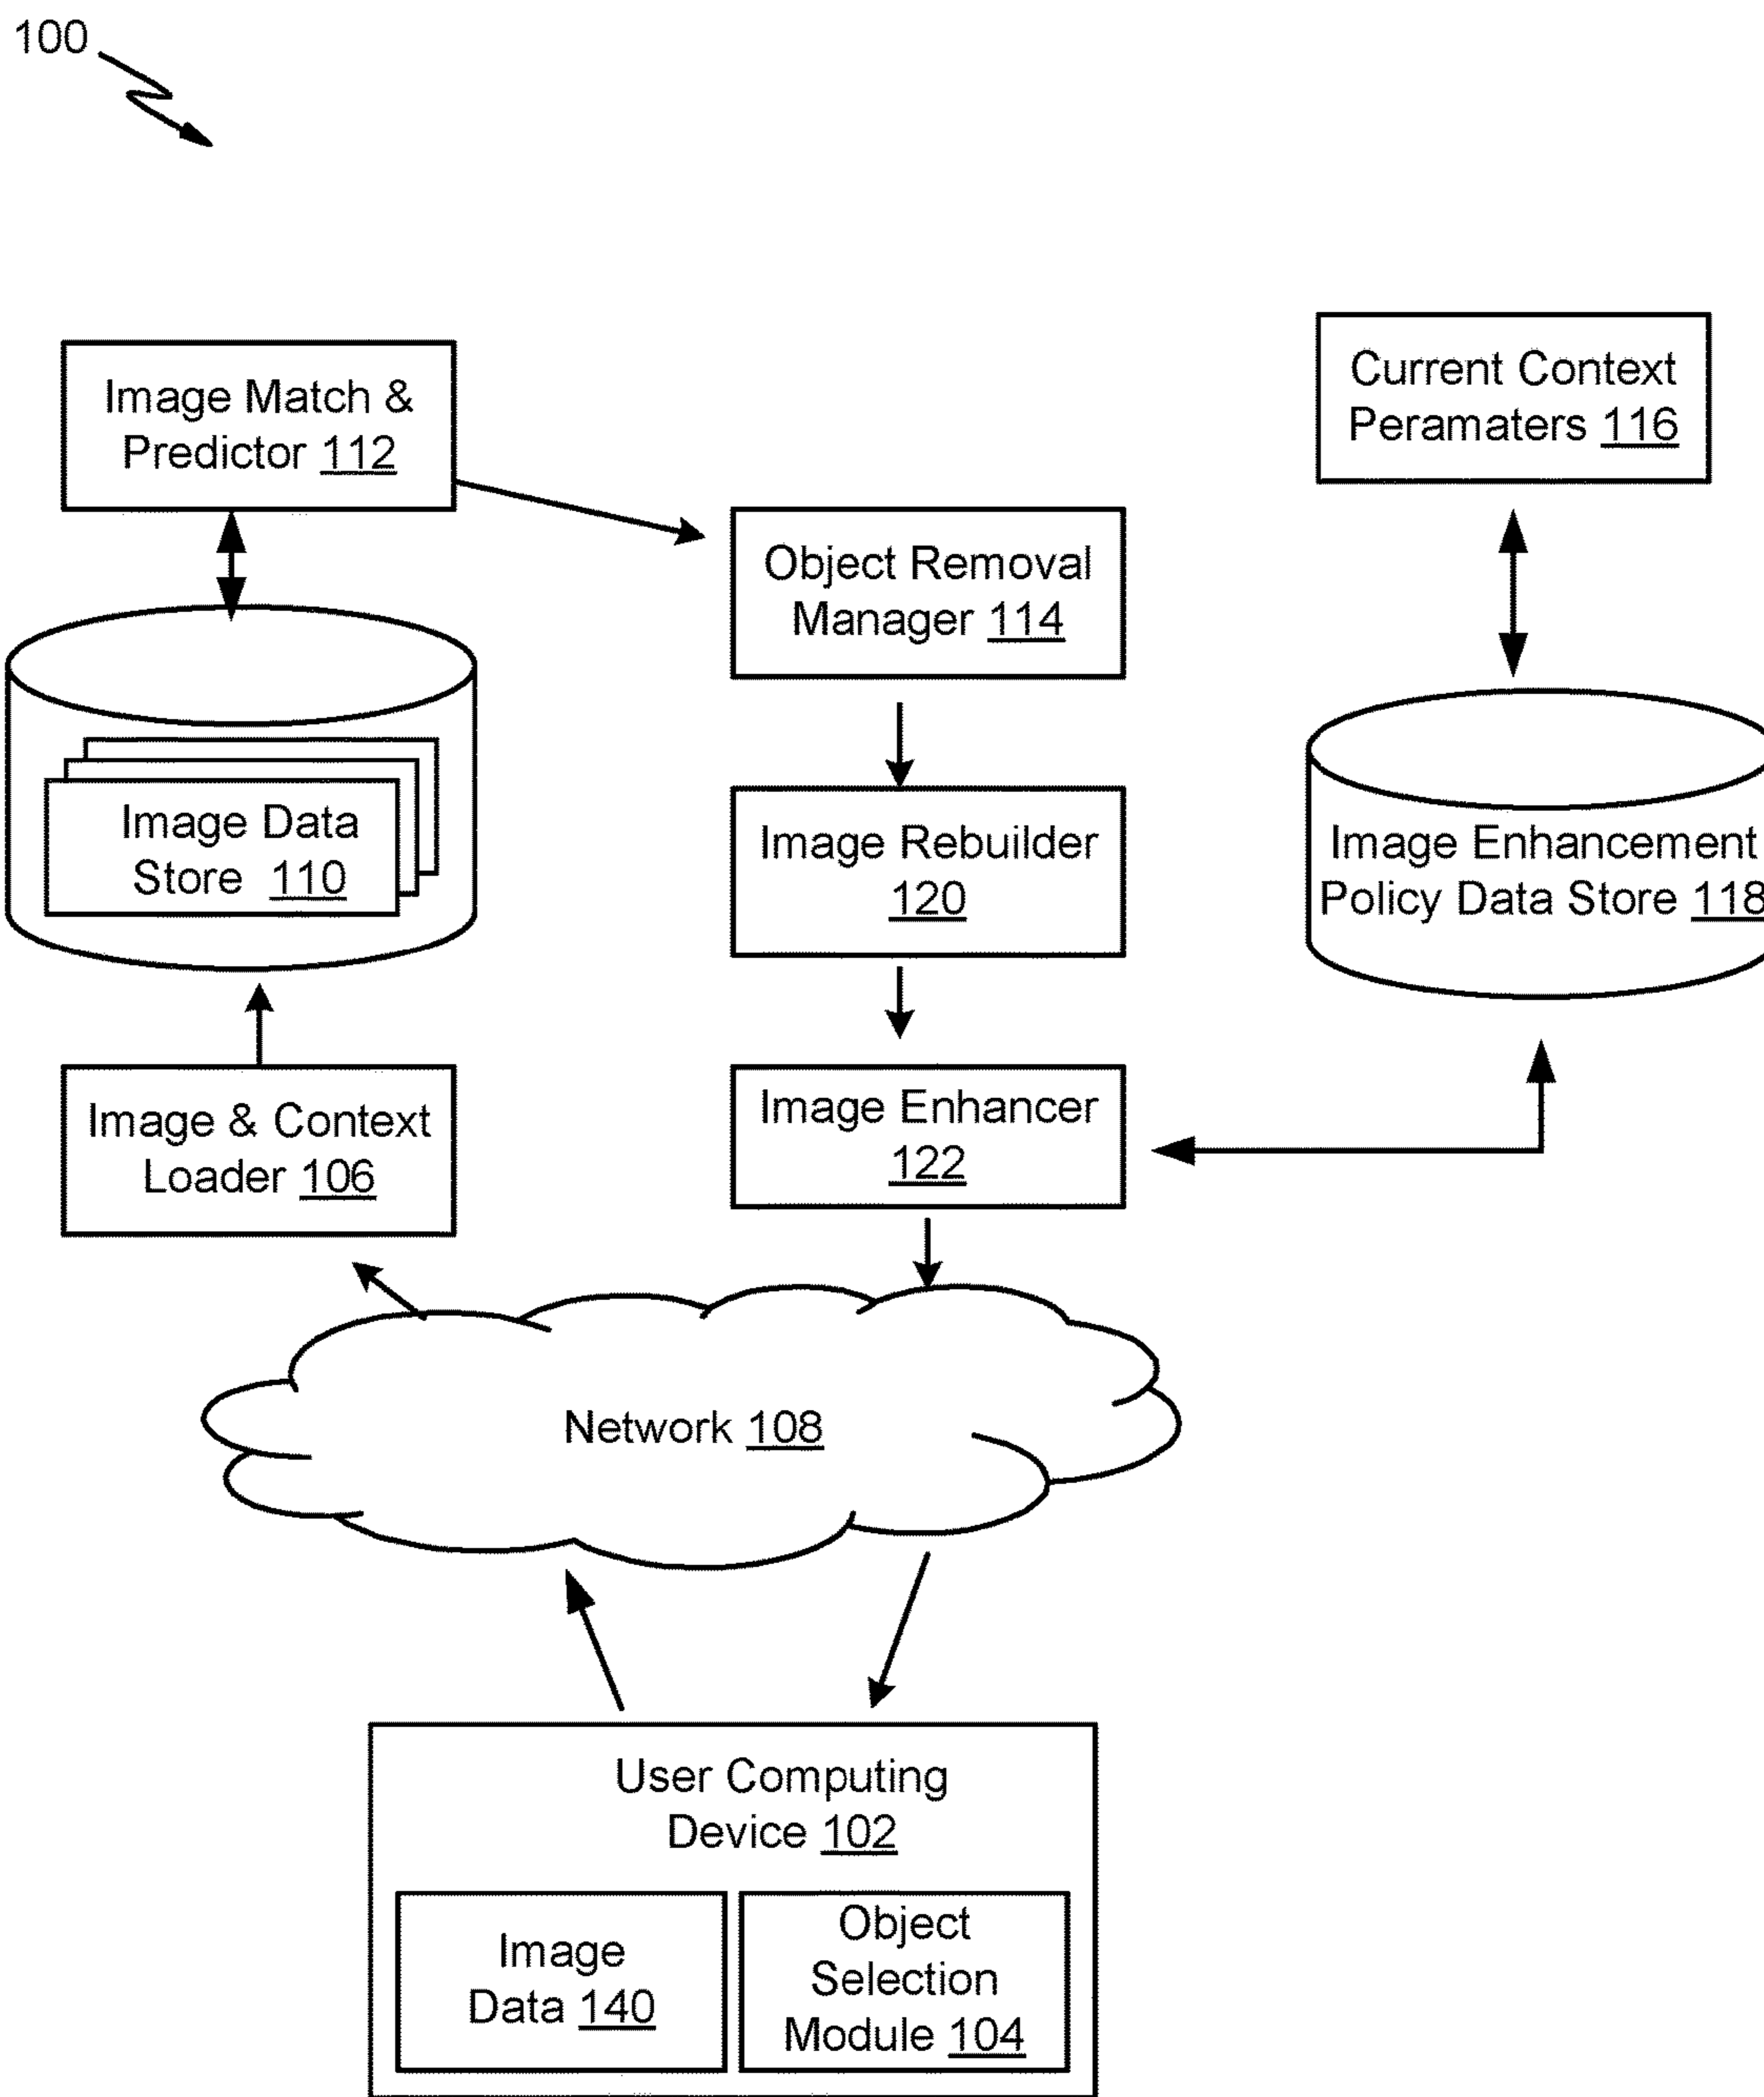 100
Image Match &
Predictor 112
Current Context
Peramaters 116
Object Removal
Manager 114
Image Data
Store 110
Image Rebuilder
120
Image Enhancement
Policy Data Store 118
Image & Context
Loader 106
Image Enhancer
122
Network 108
User Computing
Device 102
Image
Data 140
Object
Selection
Module 104